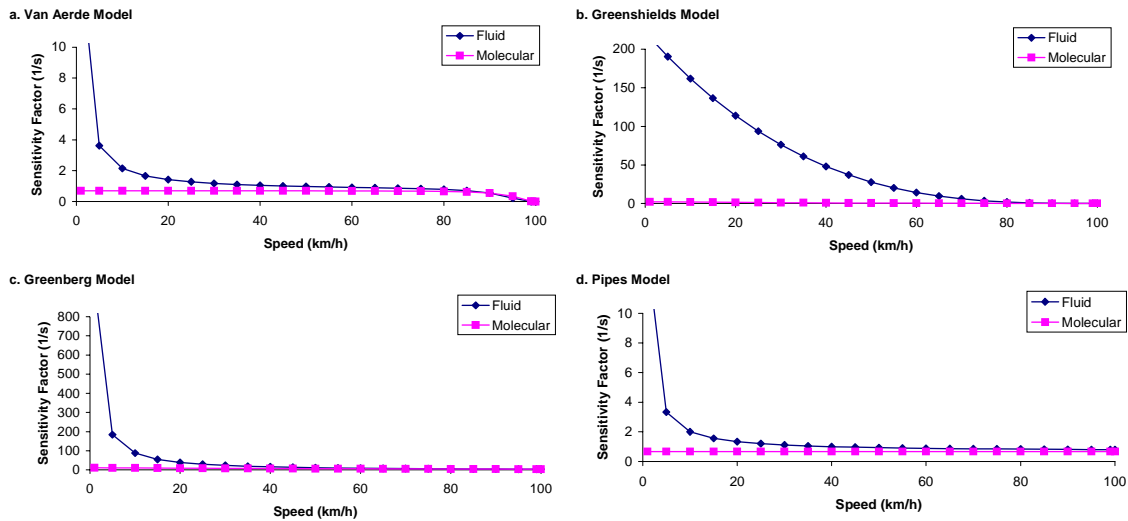 a. Van Aerde Model
Fluid
Molecular
Sensitivity Factor (1/s)
10
8
6
4
2
0
0 20 40 60 80 100
Speed (km/h)
b. Greenshields Model
Fluid
Molecular
Sensitivity Factor (1/s)
200
150
100
50
0
0 20 40 60 80 100
Speed (km/h)
c. Greenberg Model
Fluid
Molecular
Sensitivity Factor (1/s)
800
700
600
500
400
300
200
100
0
0 20 40 60 80 100
Speed (km/h)
d. Pipes Model
Fluid
Molecular
Sensitivity Factor (1/s)
10
8
6
4
2
0
0 20 40 60 80 100
Speed (km/h)